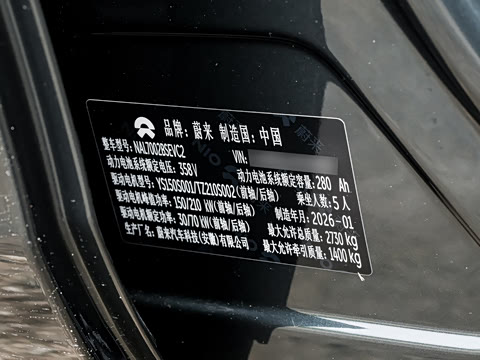 品牌：蔚来 制造国：中国
整车型号：NAL7002BSEVC2 VIN:
动力电池系统额定电压：358V 动力电池系统额定容量：280 Ah
驱动电机型号：YS150S001/TZ210S002 (前轴/后轴) 乘坐人数：5 人
驱动电机峰值功率：150/210 kW(前轴/后轴) 制造年月：2026-01
驱动电机额定功率：30/70 kW(前轴/后轴) 最大允许总质量：2730 kg
生产厂名：蔚来汽车科技(安徽)有限公司 最大允许牵引质量：1400 kg